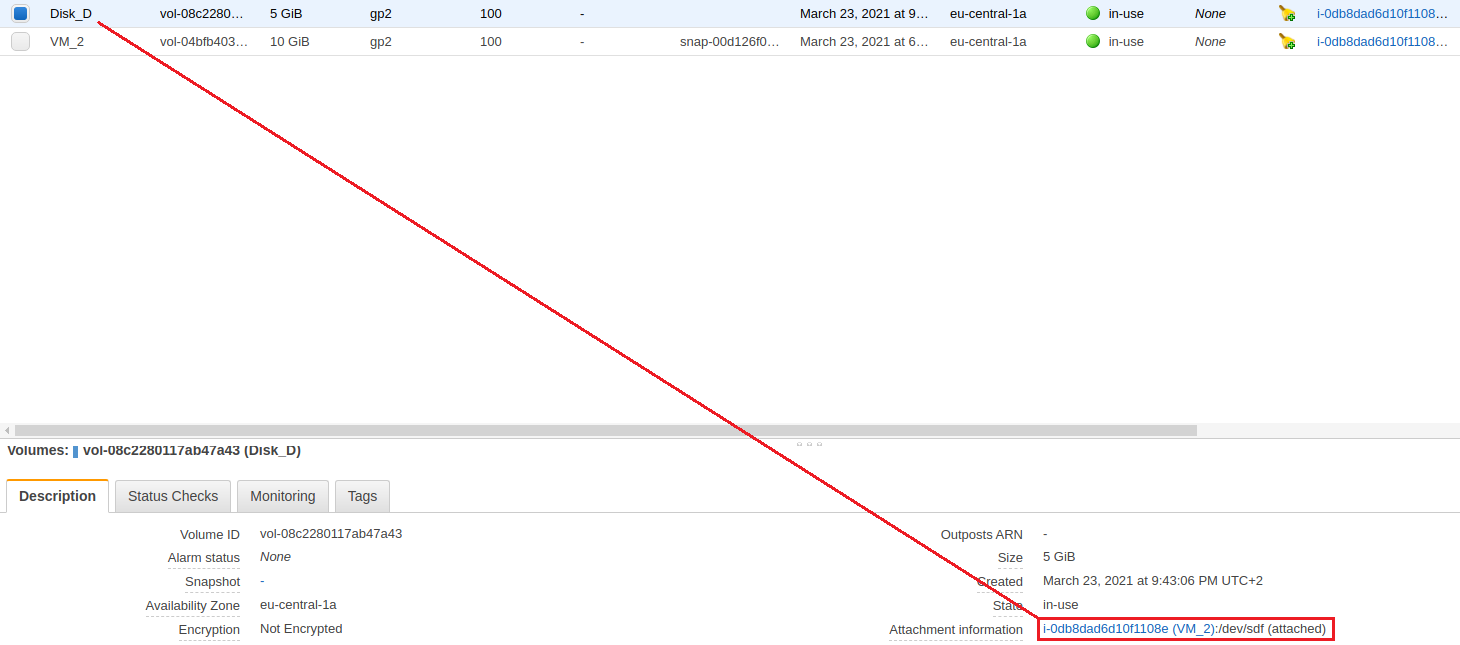 Disk_D vol-08c2280… 5 GiB gp2 100 - March 23, 2021 at 9… eu-central-1a in-use None i-0db8dad6d10f1108…
VM_2 vol-04bfb403… 10 GiB gp2 100 - snap-00d126f0… March 23, 2021 at 6… eu-central-1a in-use None i-0db8dad6d10f1108…
Volumes: vol-08c2280117ab47a43 (Disk_D)
Description Status Checks Monitoring Tags
Volume ID vol-08c2280117ab47a43 Outposts ARN -
Alarm status None Size 5 GiB
Snapshot - Created March 23, 2021 at 9:43:06 PM UTC+2
Availability Zone eu-central-1a State in-use
Encryption Not Encrypted Attachment information i-0db8dad6d10f1108e (VM_2):/dev/sdf (attached)